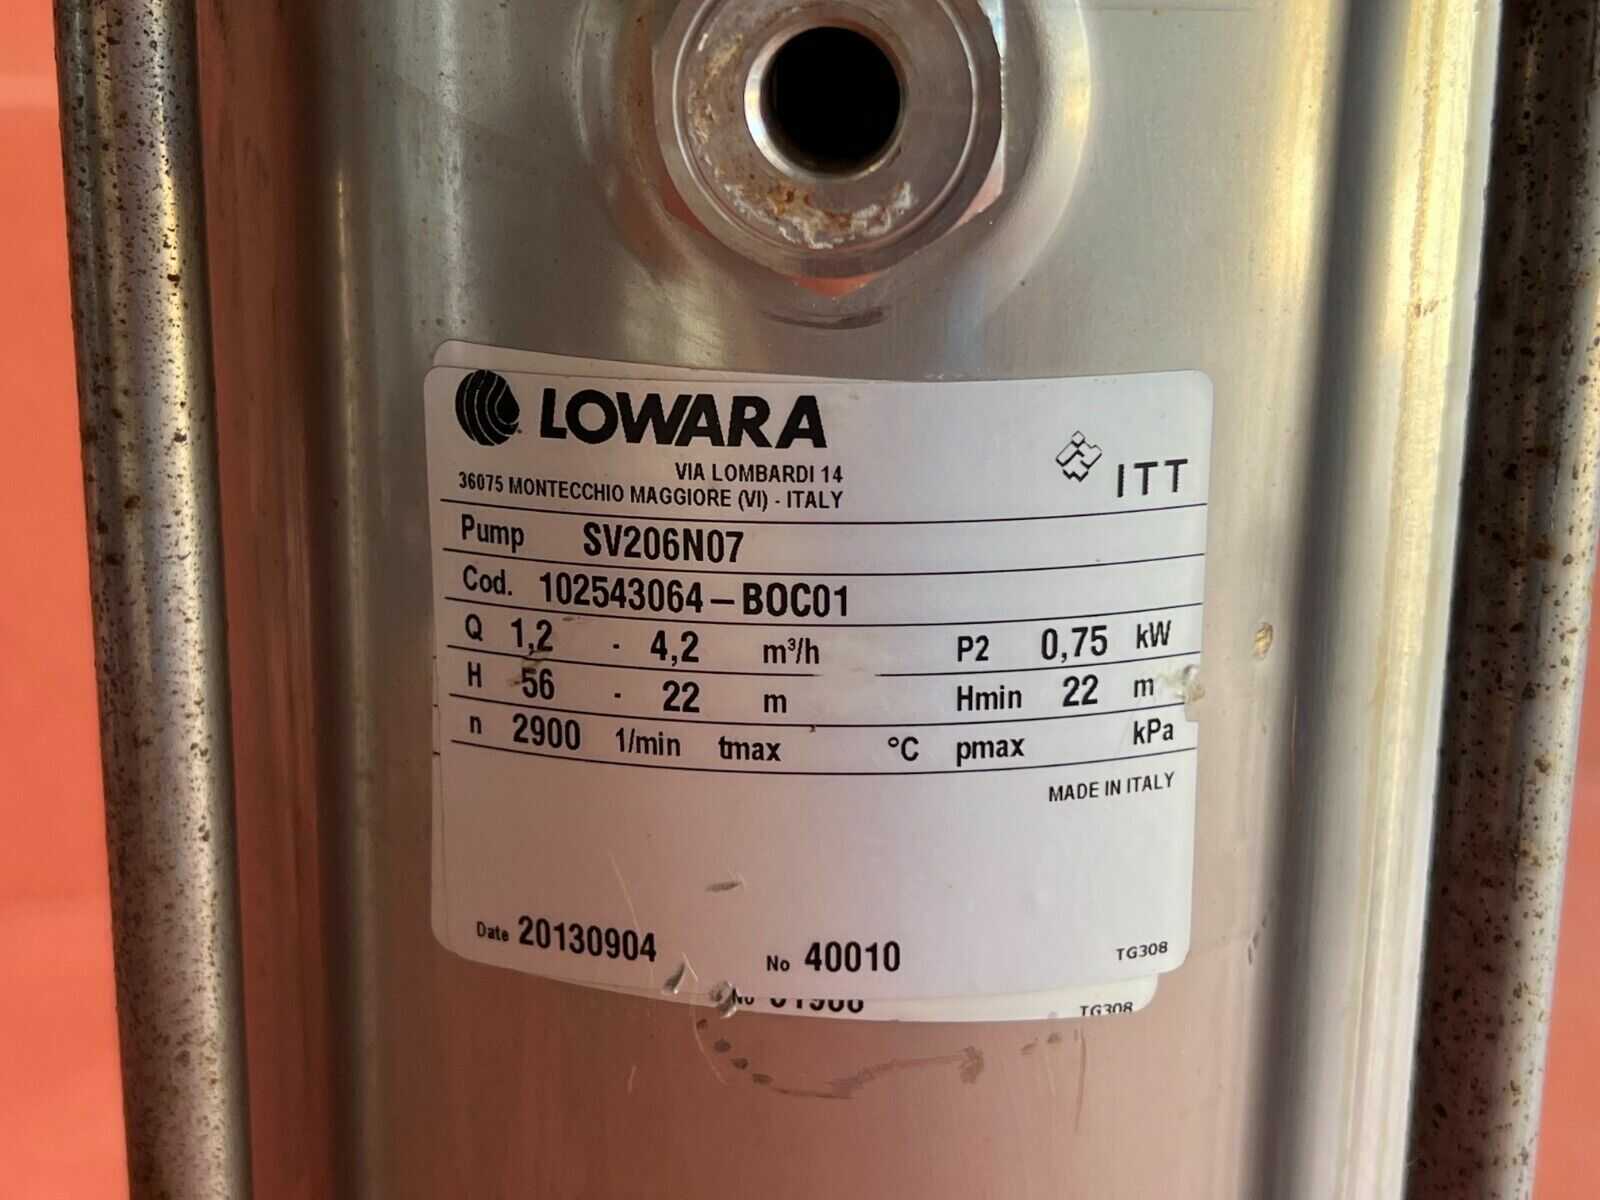 LOWARA
VIA LOMBARDI 14
36075 MONTECCHIO MAGGIORE (VI) - ITALY
ITT
Pump SV206N07
Cod. 102543064-BOC01
Q 1,2 - 4,2 m³/h P2 0,75 kW
H 56 - 22 m Hmin 22 m
n 2900 1/min tmax °C pmax kPa
MADE IN ITALY
Date 20130904 No 40010 TG308
No TG308